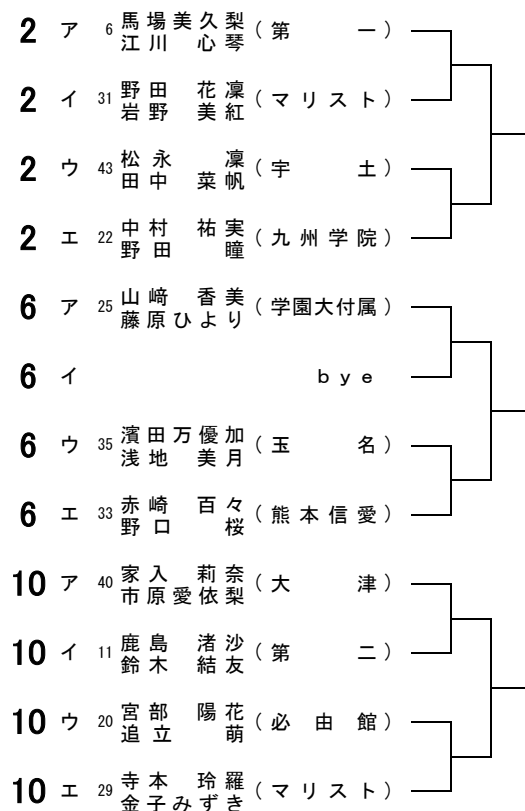 2 ア 6 馬場美久梨 江川心琴 (第一)
2 イ 31 野田花凜 岩野美紅 (マリスト)
2 ウ 43 松永凜 田中菜帆 (宇土)
2 エ 22 中村祐実 野田瞳 (九州学院)
6 ア 25 山﨑香美 藤原ひより (学園大付属)
6 イ bye
6 ウ 35 濱田万優加 浅地美月 (玉名)
6 エ 33 赤崎百々 野口桜 (熊本信愛)
10 ア 40 家入莉奈 市原愛依梨 (大津)
10 イ 11 鹿島渚沙 鈴木結友 (第二)
10 ウ 20 宮部陽花 追立萌 (必由館)
10 エ 29 寺本玲羅 金子みずき (マリスト)